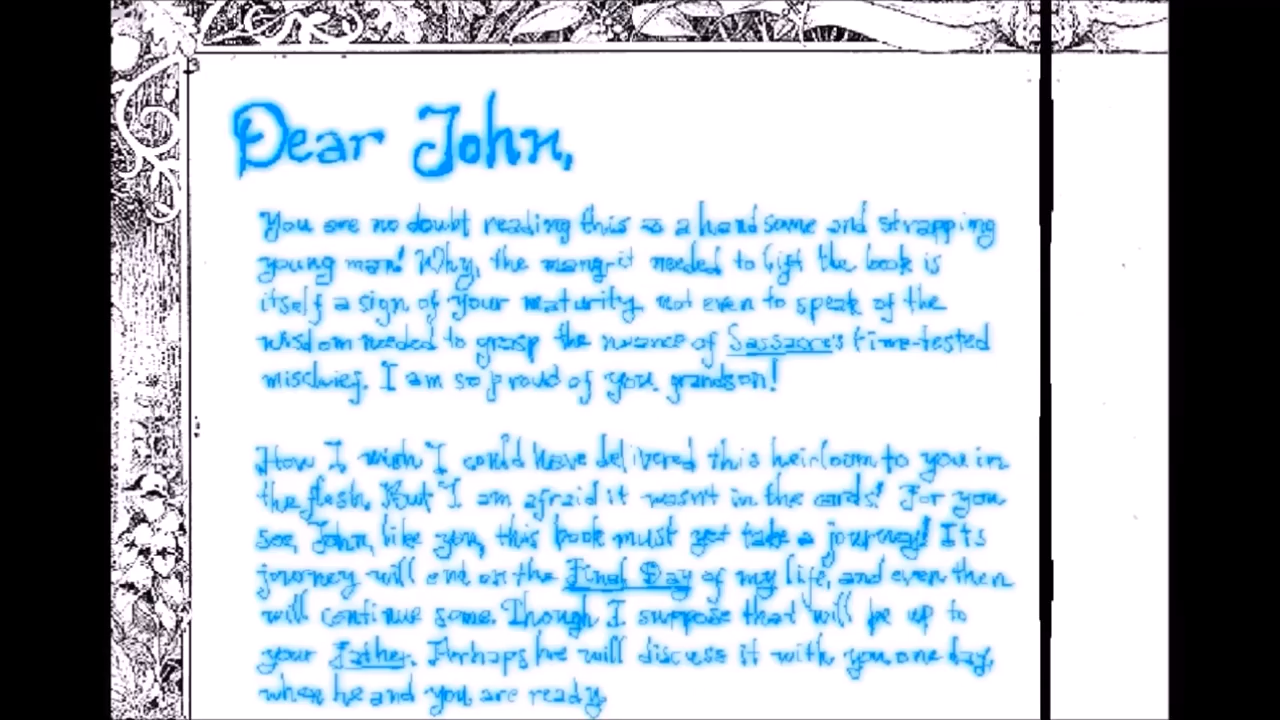 Dear John,
You are no doubt reading this as a handsome and strapping
young man! Why, the mangrit needed to lift the book is
itself a sign of your maturity, not even to speak of the
wisdom needed to grasp the nuance of Sassacre's time-tested
mischief. I am so proud of you, grandson!
How I wish I could have delivered this heirloom to you in
the flesh. But I am afraid it wasn't in the cards! For you
see, John, like you, this book must yet take a journey! Its
journey will end on the Final Day of my life, and even then
will continue some. Though I suppose that will be up to
your Father. Perhaps he will discuss it with you one day,
when he and you are ready.